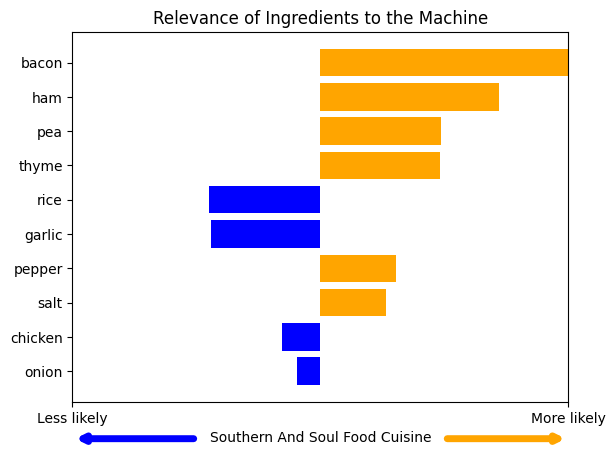 Relevance of Ingredients to the Machine
bacon
ham
pea
thyme
rice
garlic
pepper
salt
chicken
onion
Less likely
More likely
Southern And Soul Food Cuisine